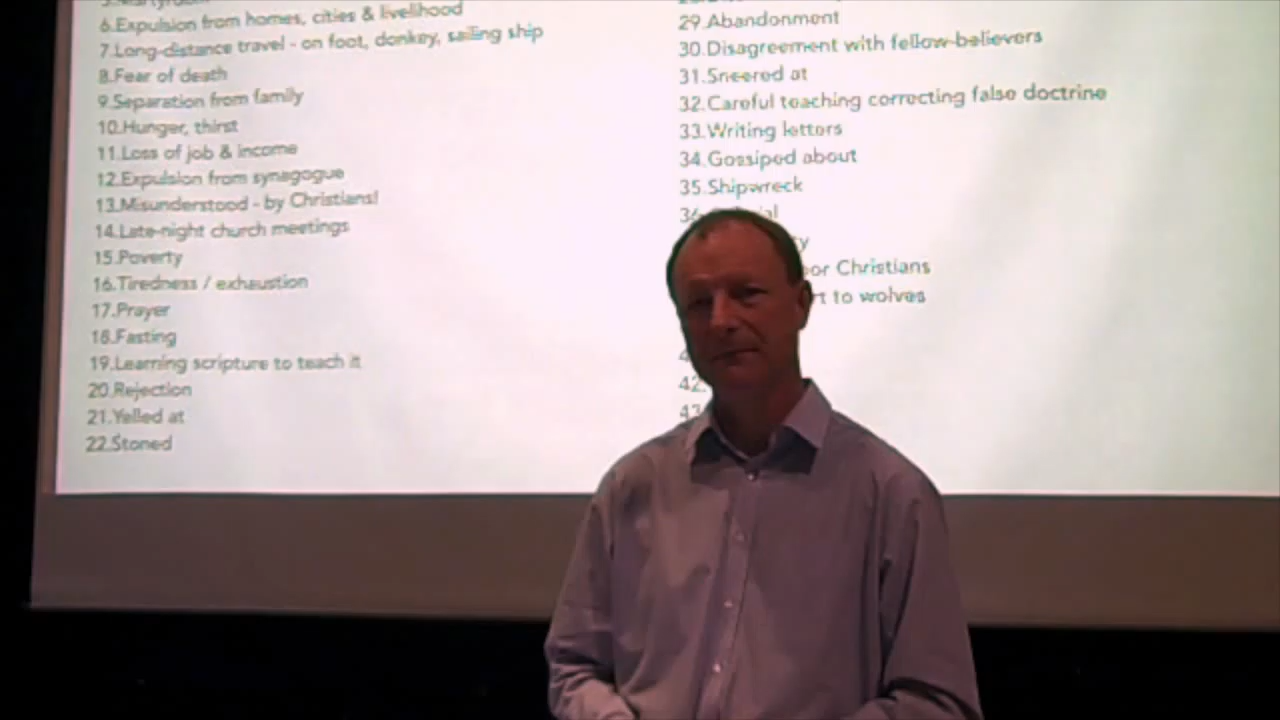 6.Expulsion from homes, cities & livelihood
7.Long-distance travel - on foot, donkey, sailing ship
8.Fear of death
9.Separation from family
10.Hunger, thirst
11.Loss of job & income
12.Expulsion from synagogue
13.Misunderstood - by Christians!
14.Late-night church meetings
15.Poverty
16.Tiredness / exhaustion
17.Prayer
18.Fasting
19.Learning scripture to teach it
20.Rejection
21.Yelled at
22.Stoned
29.Abandonment
30.Disagreement with fellow-believers
31.Sneered at
32.Careful teaching correcting false doctrine
33.Writing letters
34.Gossiped about
35.Shipwreck
36.
Christians
to wolves
42.
43